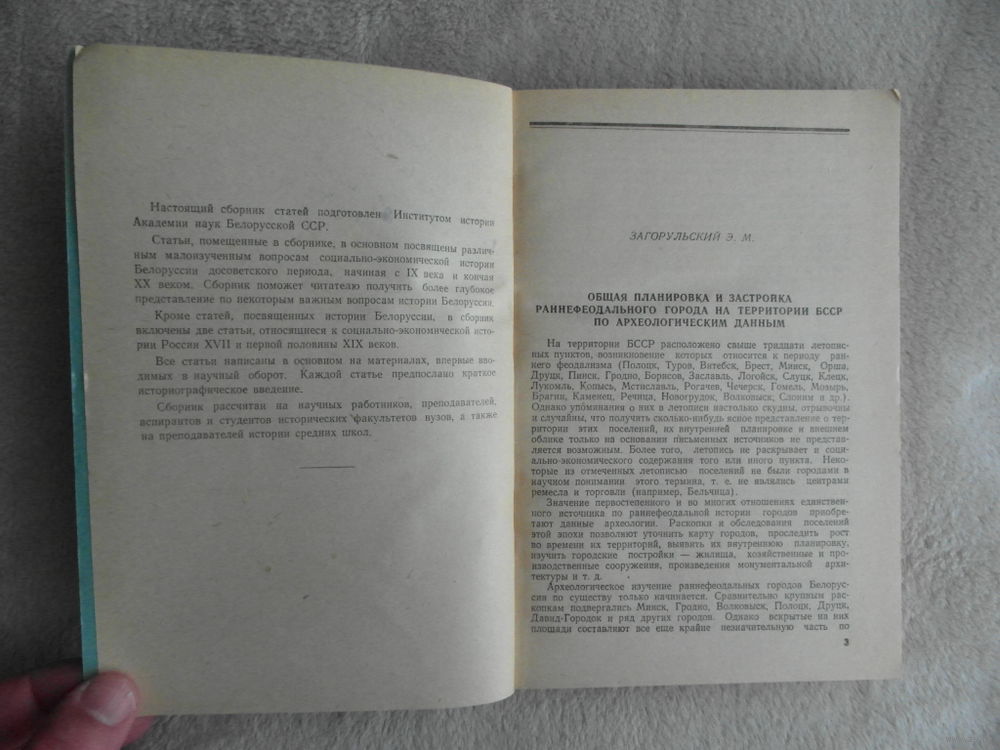 Настоящий сборник статей подготовлен Институтом истории
Академии наук Белорусской ССР.
Статьи, помещенные в сборнике, в основном посвящены различ-
ным малоизученным вопросам социально-экономической истории
Белоруссии досоветского периода, начиная с IX века и кончая
XX веком. Сборник поможет читателю получить более глубокое
представление по некоторым важным вопросам истории Белоруссии.
Кроме статей, посвященных истории Белоруссии, в сборник
включены две статьи, относящиеся к социально-экономической исто-
рии России XVII и первой половины XIX веков.
Все статьи написаны в основном на материалах, впервые вво-
димых в научный оборот. Каждой статье предпослано краткое
историографическое введение.
Сборник рассчитан на научных работников, преподавателей,
аспирантов и студентов исторических факультетов вузов, а также
на преподавателей истории средних школ.
ЗАГОРУЛЬСКИЙ Э. М.
ОБЩАЯ ПЛАНИРОВКА И ЗАСТРОЙКА
РАННЕФЕОДАЛЬНОГО ГОРОДА НА ТЕРРИТОРИИ БССР
ПО АРХЕОЛОГИЧЕСКИМ ДАННЫМ
На территории БССР расположено свыше тридцати летопис-
ных пунктов, возникновение которых относится к периоду ран-
него феодализма (Полоцк, Туров, Витебск, Брест, Минск, Орша,
Друцк, Пинск, Гродно, Борисов, Заславль, Логойск, Слуцк, Клецк,
Лукомль, Копысь, Мстиславль, Рогачев, Чечерск, Гомель, Мозырь,
Брагин, Каменец, Речица, Новогрудок, Волковыск, Слоним и др.).
Однако упоминания о них в летописи настолько скудны, отрывочны
и случайны, что получить сколько-нибудь ясное представление о тер-
ритории этих поселений, их внутренней планировке и внешнем
облике только на основании письменных источников не представ-
ляется возможным. Более того, летопись не раскрывает и соци-
ально-экономического содержания того или иного пункта. Неко-
торые из отмеченных летописью поселений не были городами в
научном понимании этого термина, т. е. не являлись центрами
ремесла и торговли (например, Бельчица).
Значение первостепенного и во многих отношениях единствен-
ного источника по раннефеодальной истории городов приобре-
тают данные археологии. Раскопки и обследования поселений
этой эпохи позволяют уточнить карту городов, проследить рост
во времени их территорий, выявить их внутреннюю планировку,
изучить городские постройки — жилища, хозяйственные и про-
изводственные сооружения, произведения монументальной архи-
тектуры и т. д.
Археологическое изучение раннефеодальных городов Белорус-
сии по существу только начинается. Сравнительно крупным рас-
копкам подвергались Минск, Гродно, Волковыск, Полоцк, Друцк,
Давид-Городок и ряд других городов. Однако вскрытые на них
площади составляют все еще крайне незначительную часть по
3